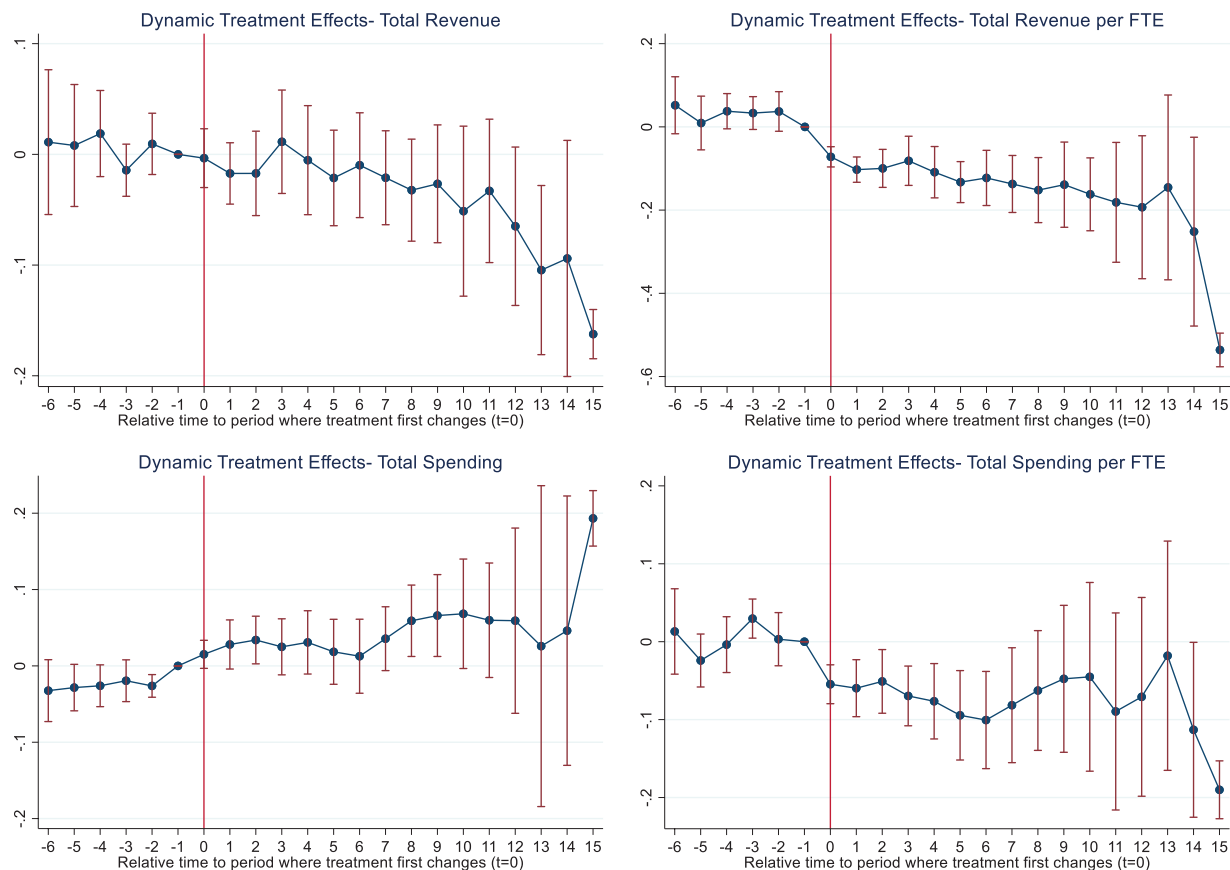 Dynamic Treatment Effects- Total Revenue
.1
0
-.1
-.2
-6 -5 -4 -3 -2 -1 0 1 2 3 4 5 6 7 8 9 10 11 12 13 14 15
Relative time to period where treatment first changes (t=0)
Dynamic Treatment Effects- Total Revenue per FTE
.2
0
-.2
-.4
-.6
-6 -5 -4 -3 -2 -1 0 1 2 3 4 5 6 7 8 9 10 11 12 13 14 15
Relative time to period where treatment first changes (t=0)
Dynamic Treatment Effects- Total Spending
.2
.1
0
-.1
-.2
-6 -5 -4 -3 -2 -1 0 1 2 3 4 5 6 7 8 9 10 11 12 13 14 15
Relative time to period where treatment first changes (t=0)
Dynamic Treatment Effects- Total Spending per FTE
.2
.1
0
-.1
-.2
-6 -5 -4 -3 -2 -1 0 1 2 3 4 5 6 7 8 9 10 11 12 13 14 15
Relative time to period where treatment first changes (t=0)